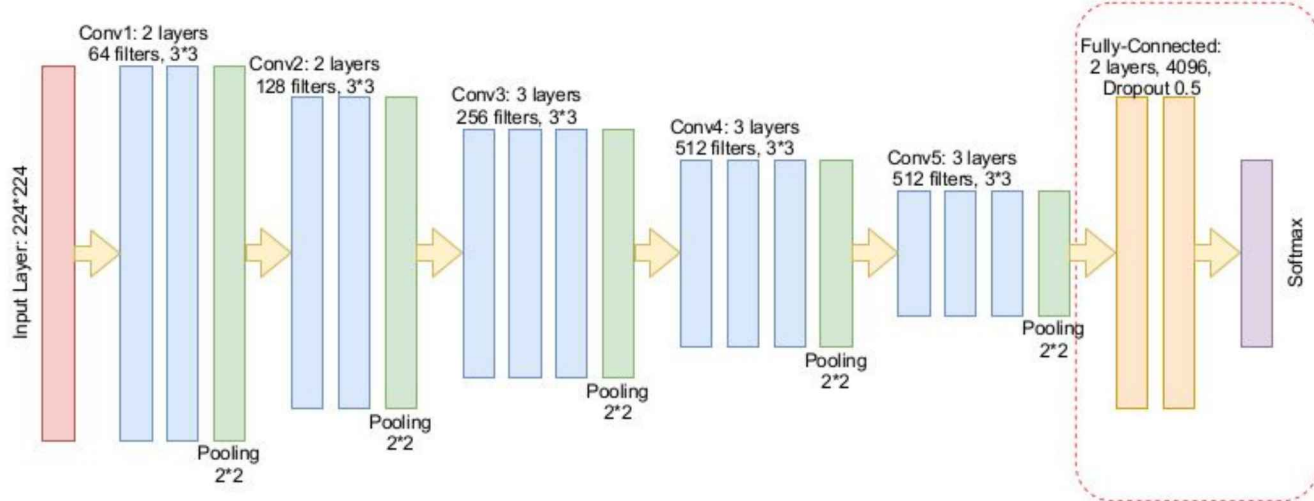 Input Layer: 224*224
Conv1: 2 layers
64 filters, 3*3
Pooling
2*2
Conv2: 2 layers
128 filters, 3*3
Pooling
2*2
Conv3: 3 layers
256 filters, 3*3
Pooling
2*2
Conv4: 3 layers
512 filters, 3*3
Pooling
2*2
Conv5: 3 layers
512 filters, 3*3
Pooling
2*2
Fully-Connected:
2 layers, 4096,
Dropout 0.5
Softmax